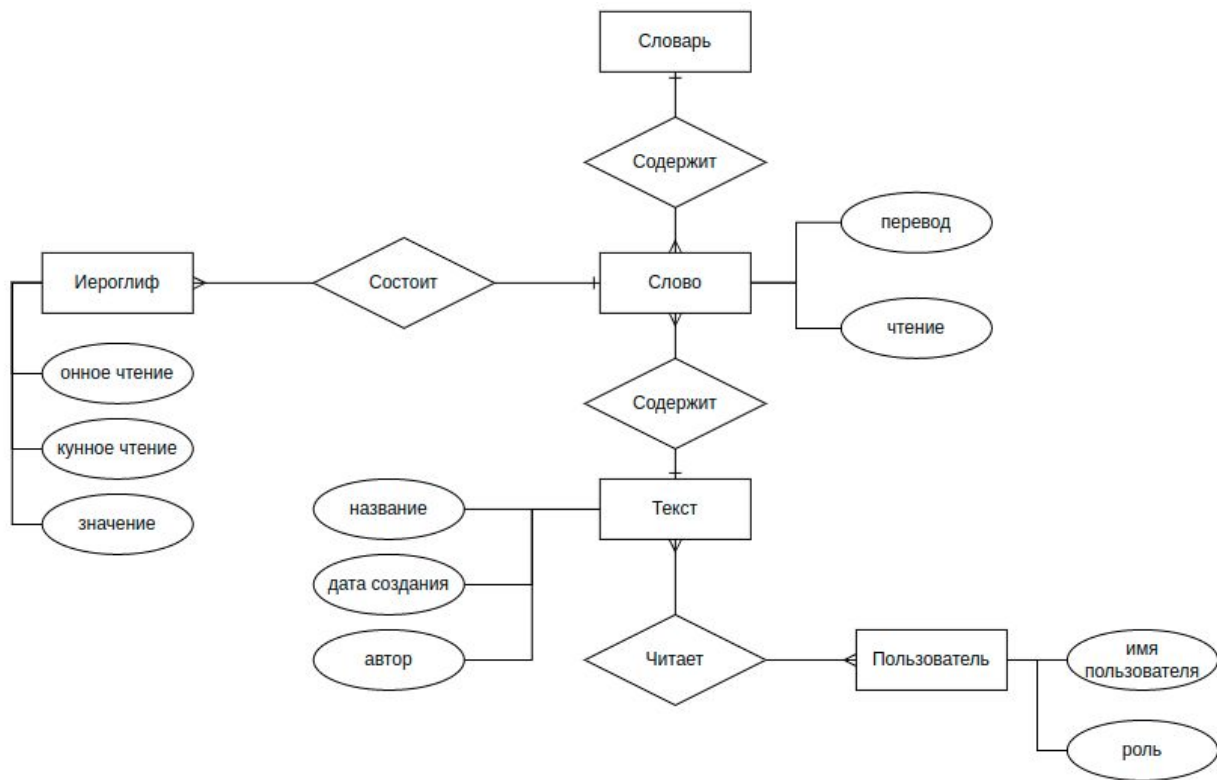 Словарь
Содержит
перевод
Иероглиф
Состоит
Слово
чтение
онное чтение
Содержит
кунное чтение
название
Текст
значение
дата создания
автор
Читает
Пользователь
имя
пользователя
роль